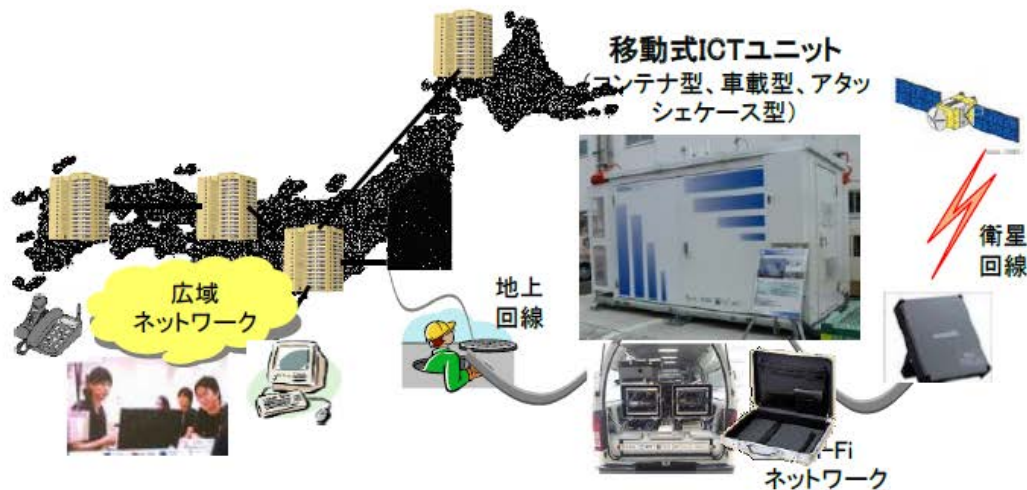 移動式ICTユニット
(コンテナ型、車載型、アタッ
シェケース型)
衛星
回線
広域
ネットワーク
地上
回線
-Fi
ネットワーク